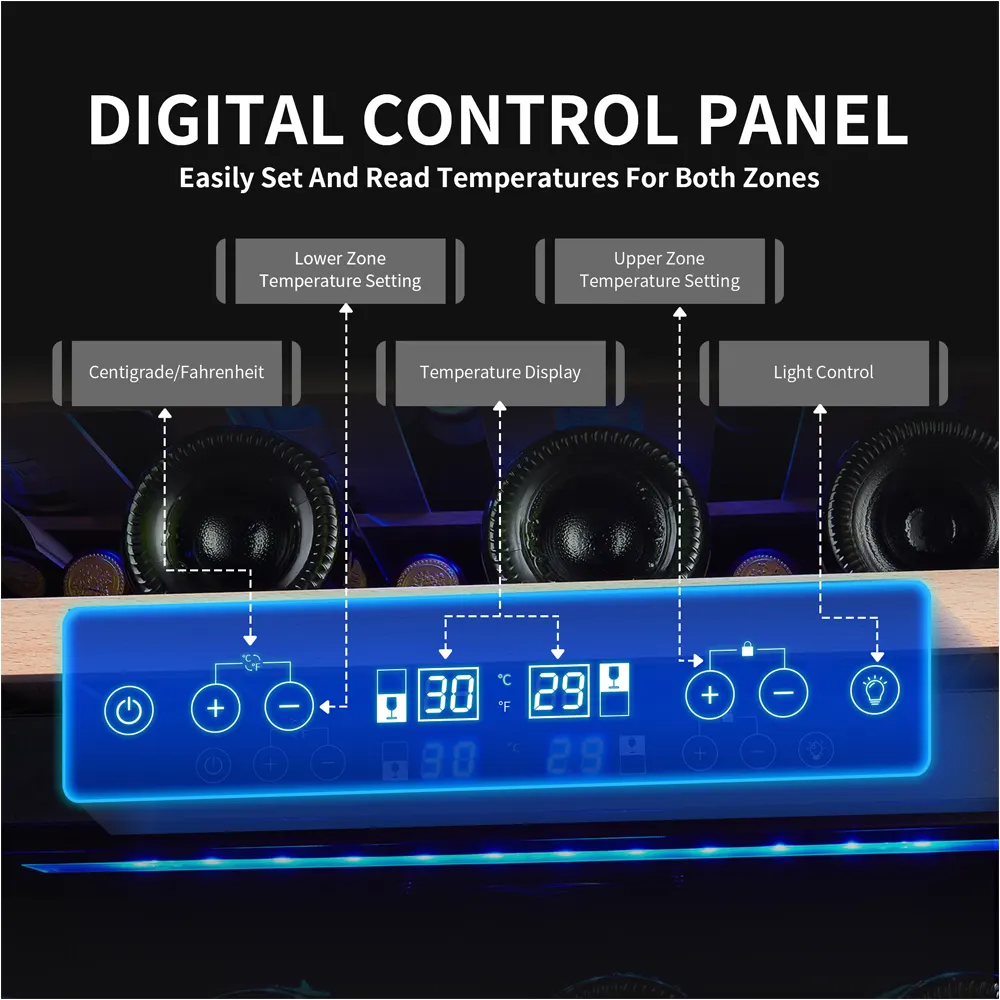 DIGITAL CONTROL PANEL
Easily Set And Read Temperatures For Both Zones
Lower Zone
Temperature Setting
Upper Zone
Temperature Setting
Centigrade/Fahrenheit
Temperature Display
Light Control
°C
°F
+
−
30
°C
°F
29
+
−